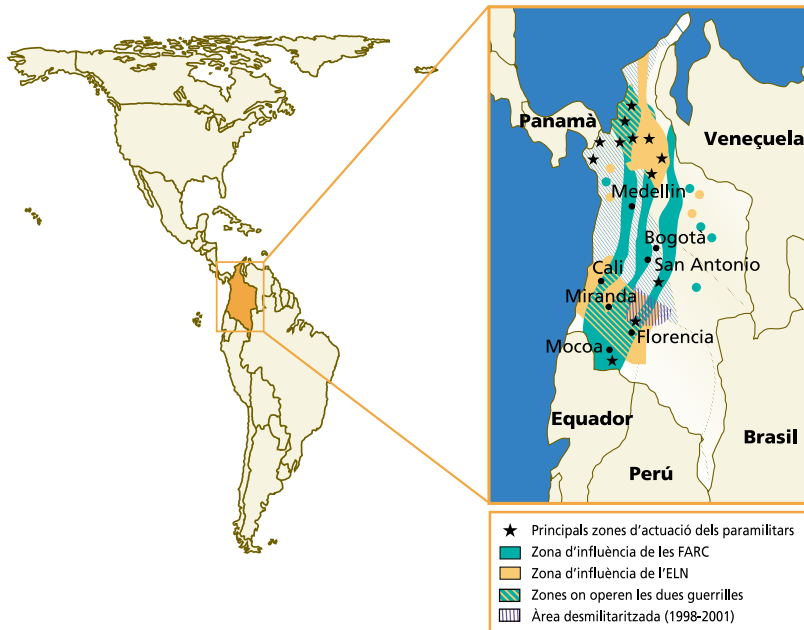 Panamà
Veneçuela
Medellin
Bogotà
San Antonio
Cali
Miranda
Florencia
Mocoa
Equador
Brasil
Perú
Principals zones d'actuació dels paramilitars
Zona d'influència de les FARC
Zona d'influència de l'ELN
Zones on operen les dues guerrilles
Àrea desmilitaritzada (1998-2001)